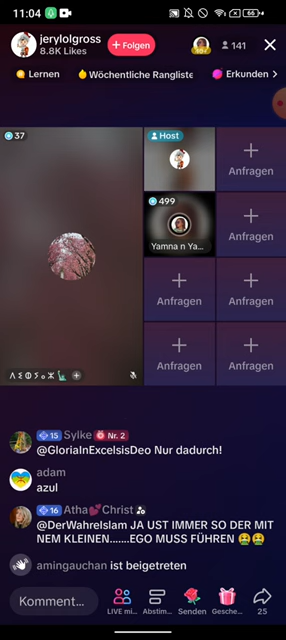 11:04
66
jerylolgross
8.8K Likes
+ Folgen
141
Lernen
Wöchentliche Rangliste
Erkunden
37
Host
Anfragen
499
Yamna n Ya...
Anfragen
Anfragen
Anfragen
Anfragen
Anfragen
15 Sylke Nr. 2
@GloriaInExcelsisDeo Nur dadurch!
adam
azul
16 Atha💕Christ
@DerWahreIslam JA UST IMMER SO DER MIT
NEM KLEINEN.......EGO MUSS FÜHREN 🤮🤮
amingauchan ist beigetreten
Komment...
LIVE mi...
Abstim...
Senden
Gesche...
25